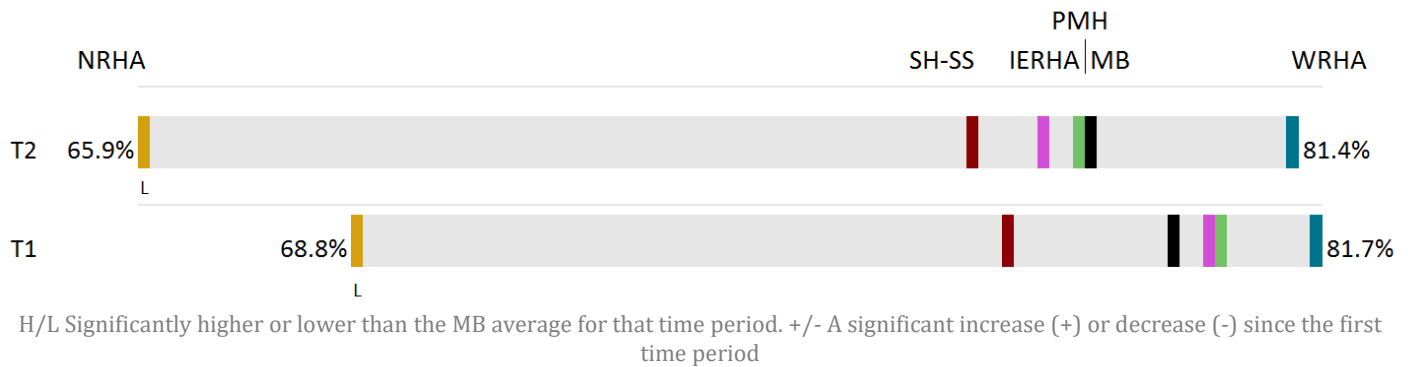 PMH
NRHA SH-SS IERHA MB WRHA
T2 65.9% 81.4%
L
T1 68.8% 81.7%
L
H/L Significantly higher or lower than the MB average for that time period. +/- A significant increase (+) or decrease (-) since the first
time period